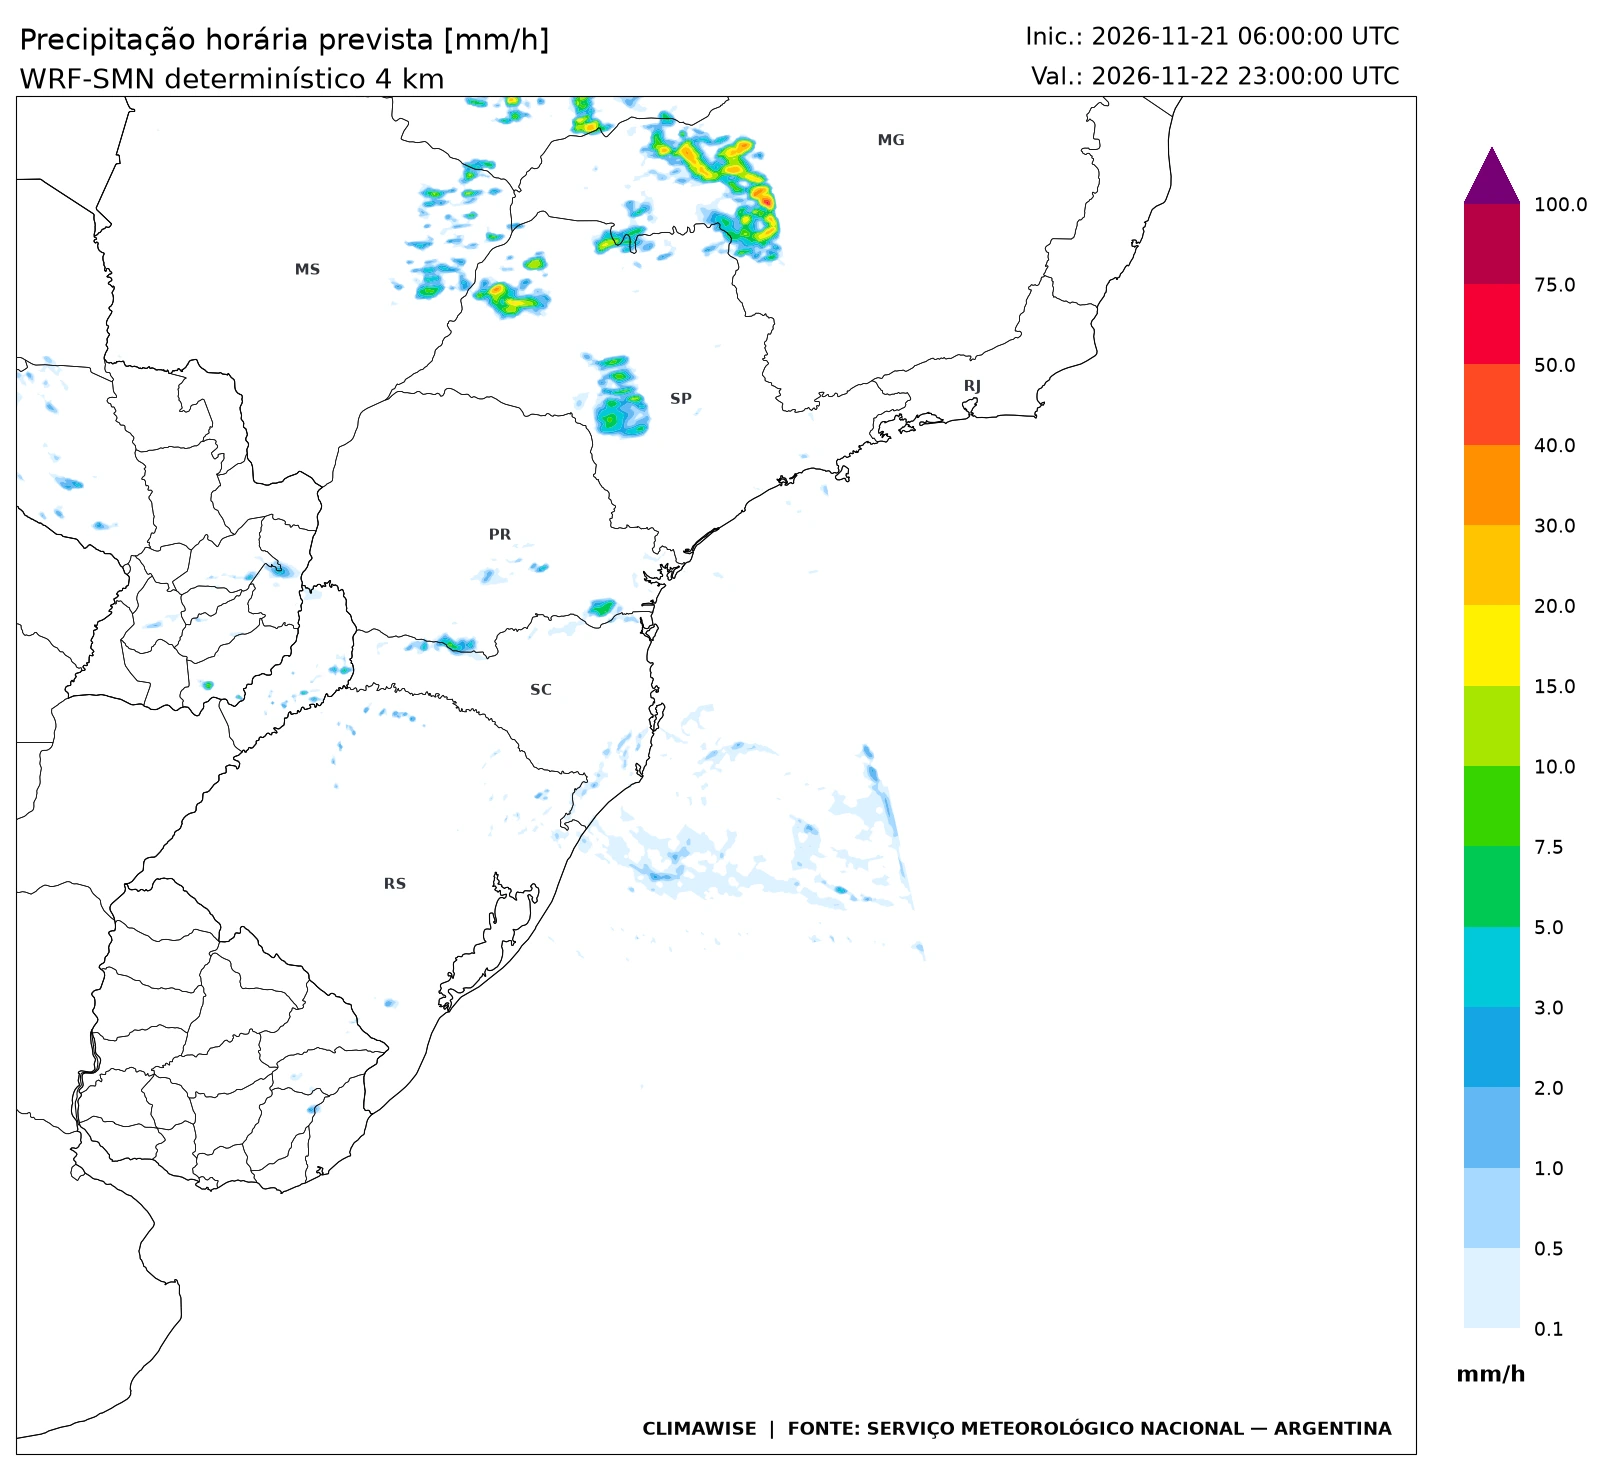 Precipitação horária prevista [mm/h]
WRF-SMN determinístico 4 km
Inic.: 2026-11-21 06:00:00 UTC
Val.: 2026-11-22 23:00:00 UTC
MG
MS
RJ
SP
PR
SC
RS
100.0
75.0
50.0
40.0
30.0
20.0
15.0
10.0
7.5
5.0
3.0
2.0
1.0
0.5
0.1
mm/h
CLIMAWISE | FONTE: SERVIÇO METEOROLÓGICO NACIONAL — ARGENTINA